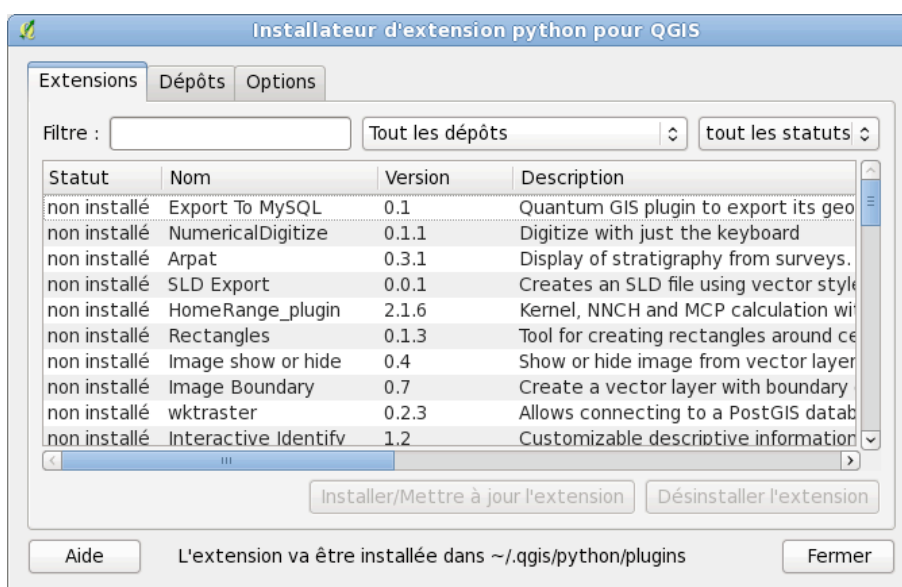 Installateur d'extension python pour QGIS
Extensions Dépôts Options
Filtre : Tout les dépôts tout les statuts
Statut Nom Version Description
non installé Export To MySQL 0.1 Quantum GIS plugin to export its geo
non installé NumericalDigitize 0.1.1 Digitize with just the keyboard
non installé Arpat 0.3.1 Display of stratigraphy from surveys.
non installé SLD Export 0.0.1 Creates an SLD file using vector style
non installé HomeRange_plugin 2.1.6 Kernel, NNCH and MCP calculation wi
non installé Rectangles 0.1.3 Tool for creating rectangles around ce
non installé Image show or hide 0.4 Show or hide image from vector layer
non installé Image Boundary 0.7 Create a vector layer with boundary
non installé wktraster 0.2.3 Allows connecting to a PostGIS datab
non installé Interactive Identify 1.2 Customizable descriptive information
Installer/Mettre à jour l'extension Désinstaller l'extension
Aide L'extension va être installée dans ~/.qgis/python/plugins Fermer